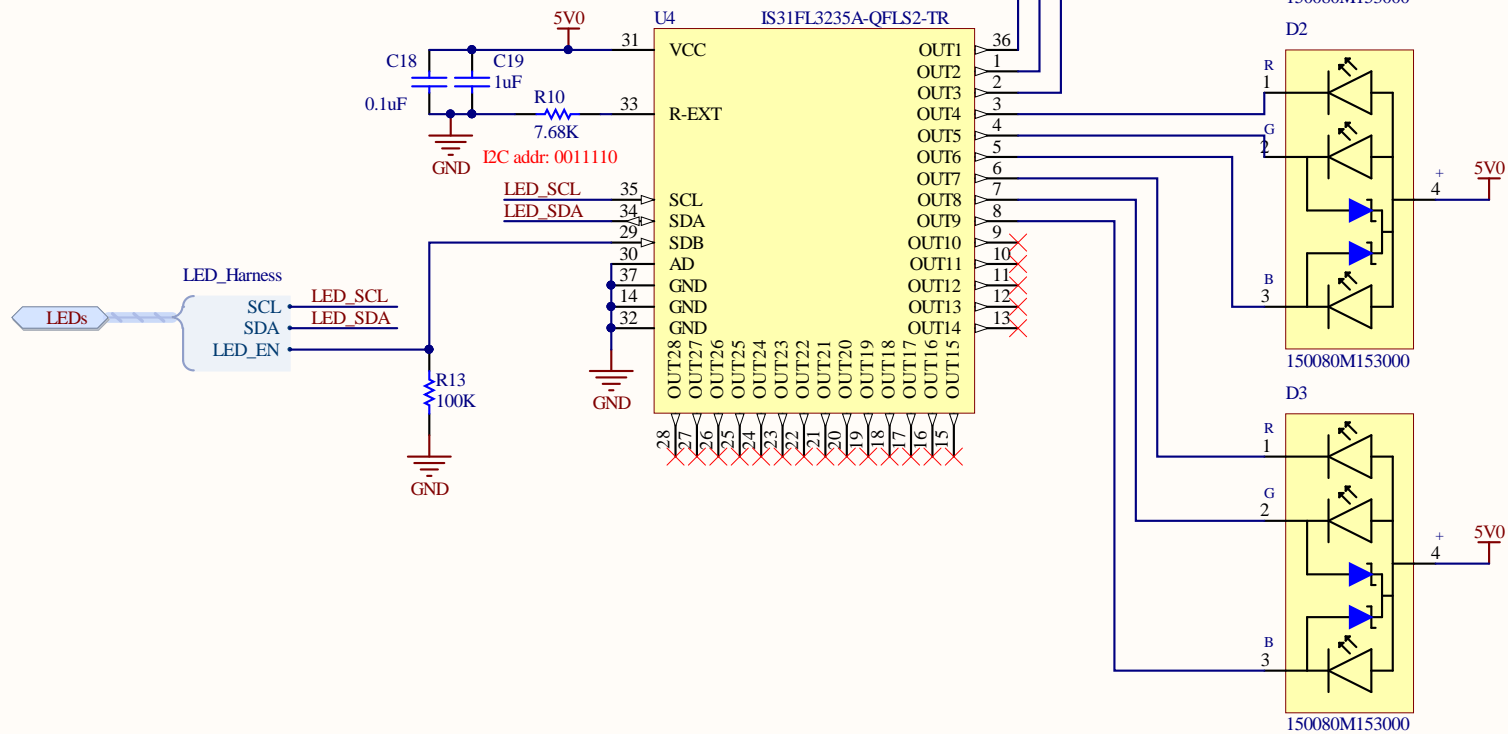 150080M153000
U4
IS31FL3235A-QFLS2-TR
5V0
31
VCC
C18
0.1uF
C19
1uF
R10
7.68K
33
R-EXT
GND
I2C addr: 0011110
LED_SCL
35
SCL
LED_SDA
34
SDA
29
SDB
30
AD
37
GND
14
GND
32
GND
GND
LED_Harness
LEDs
SCL
LED_SCL
SDA
LED_SDA
LED_EN
R13
100K
GND
OUT1
36
OUT2
1
OUT3
2
OUT4
3
OUT5
4
OUT6
5
OUT7
6
OUT8
7
OUT9
8
OUT10
9
OUT11
10
OUT12
11
OUT13
12
OUT14
13
OUT28
OUT27
OUT26
OUT25
OUT24
OUT23
OUT22
OUT21
OUT20
OUT19
OUT18
OUT17
OUT16
OUT15
28
27
26
25
24
23
22
21
20
19
18
17
16
15
D2
R
1
G
2
B
3
+
4
5V0
150080M153000
D3
R
1
G
2
B
3
+
4
5V0
150080M153000